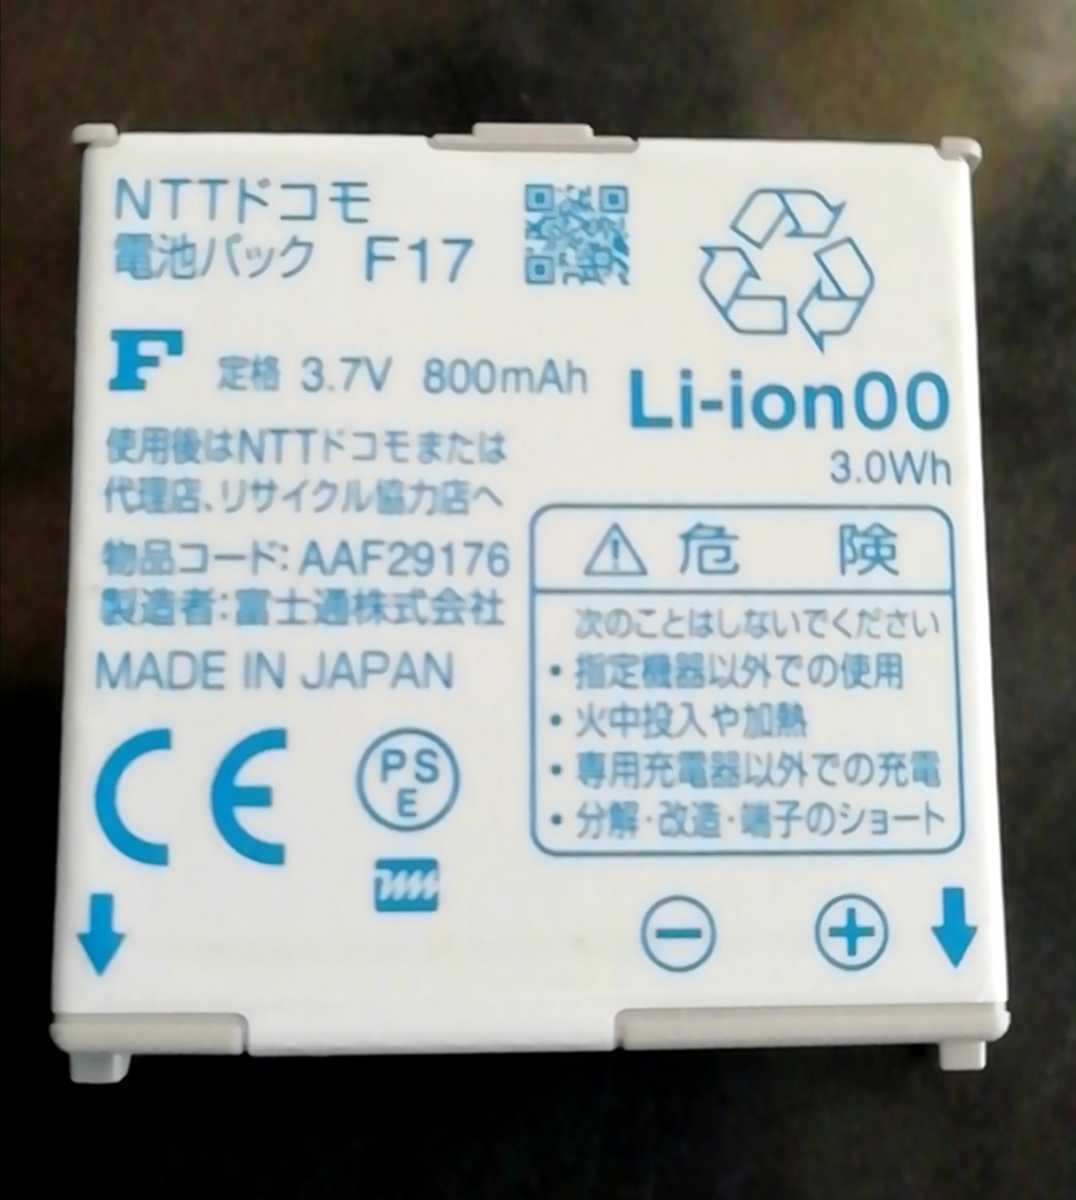 NTTドコモ
電池パック F17
F 定格 3.7V 800mAh
Li-ion00
3.0Wh
使用後はNTTドコモまたは
代理店、リサイクル協力店へ
物品コード:AAF29176
製造者:富士通株式会社
MADE IN JAPAN
CE
PS
E
⚠危 険
次のことはしないでください
・指定機器以外での使用
・火中投入や加熱
・専用充電器以外での充電
・分解・改造・端子のショート
− +